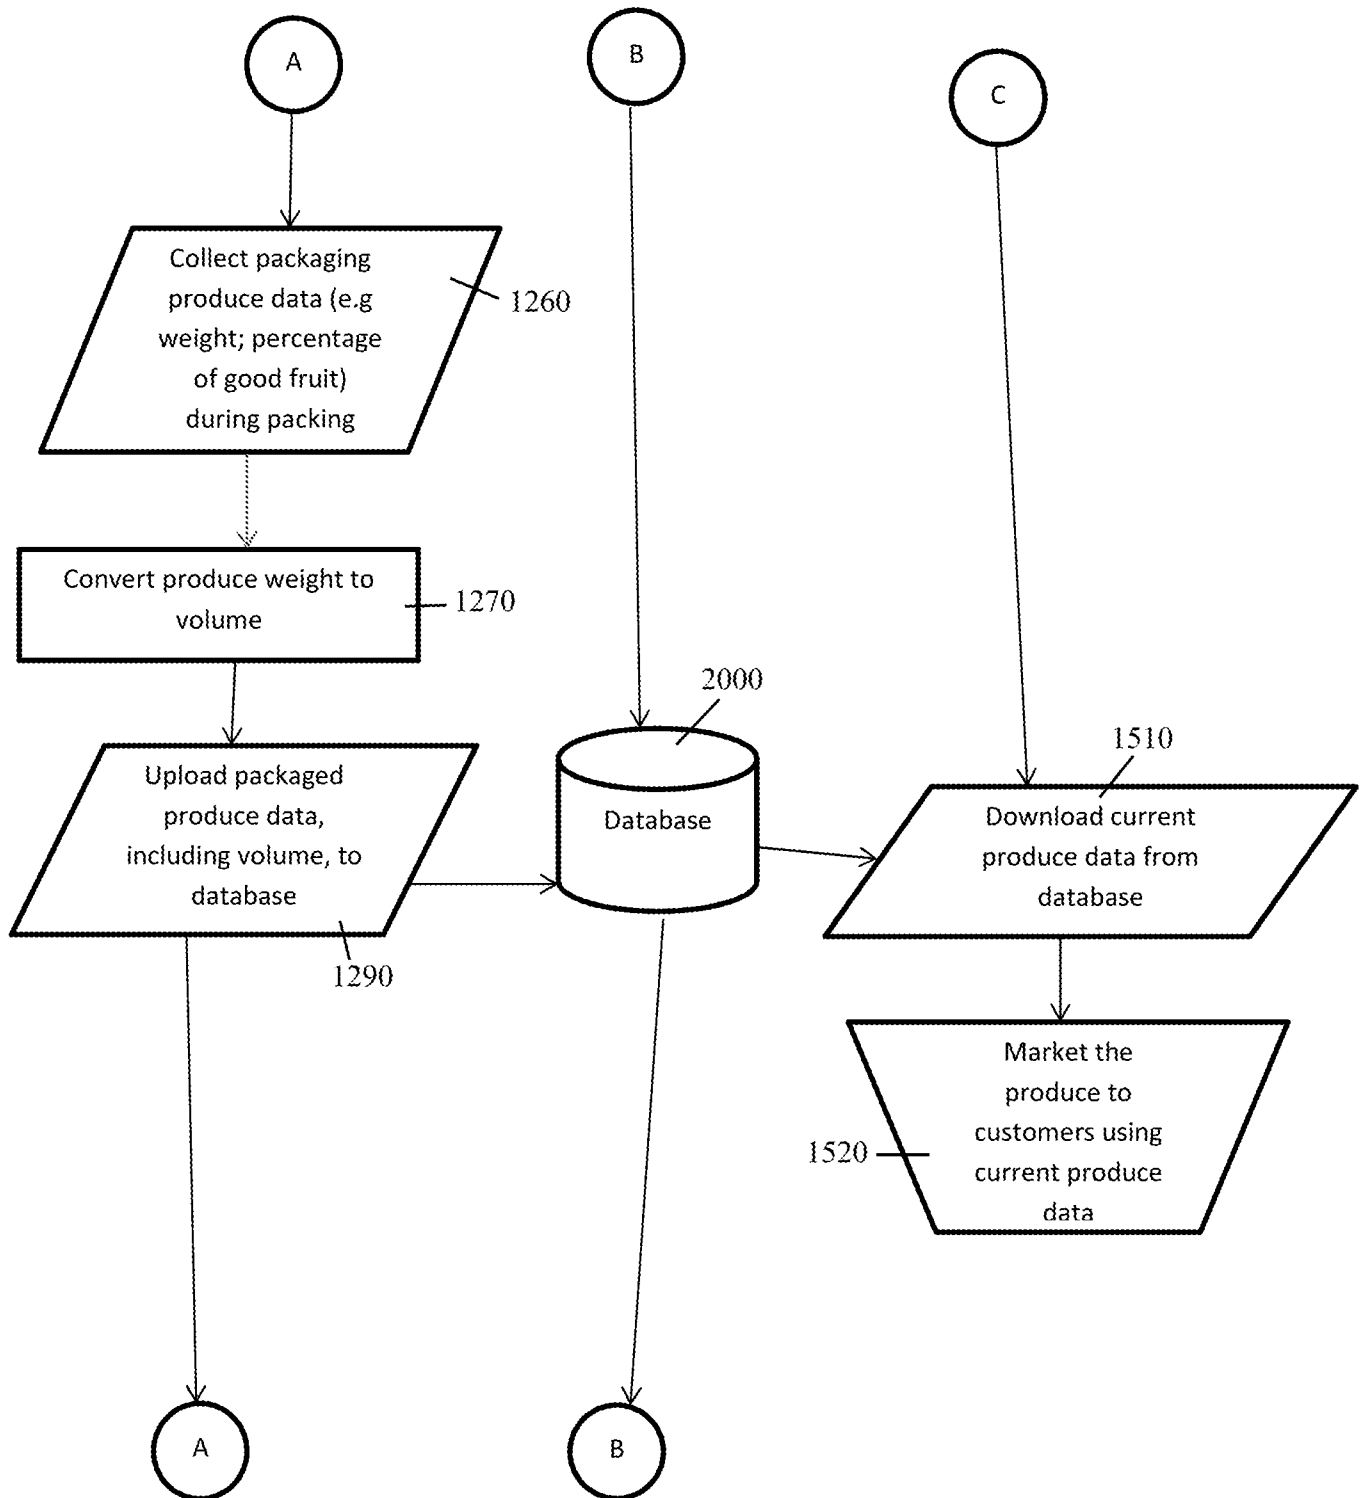 A
B
C
Collect packaging
produce data (e.g
weight; percentage
of good fruit)
during packing
1260
Convert produce weight to
volume
1270
2000
Database
Upload packaged
produce data,
including volume, to
database
1290
1510
Download current
produce data from
database
Market the
produce to
customers using
current produce
data
1520
A
B